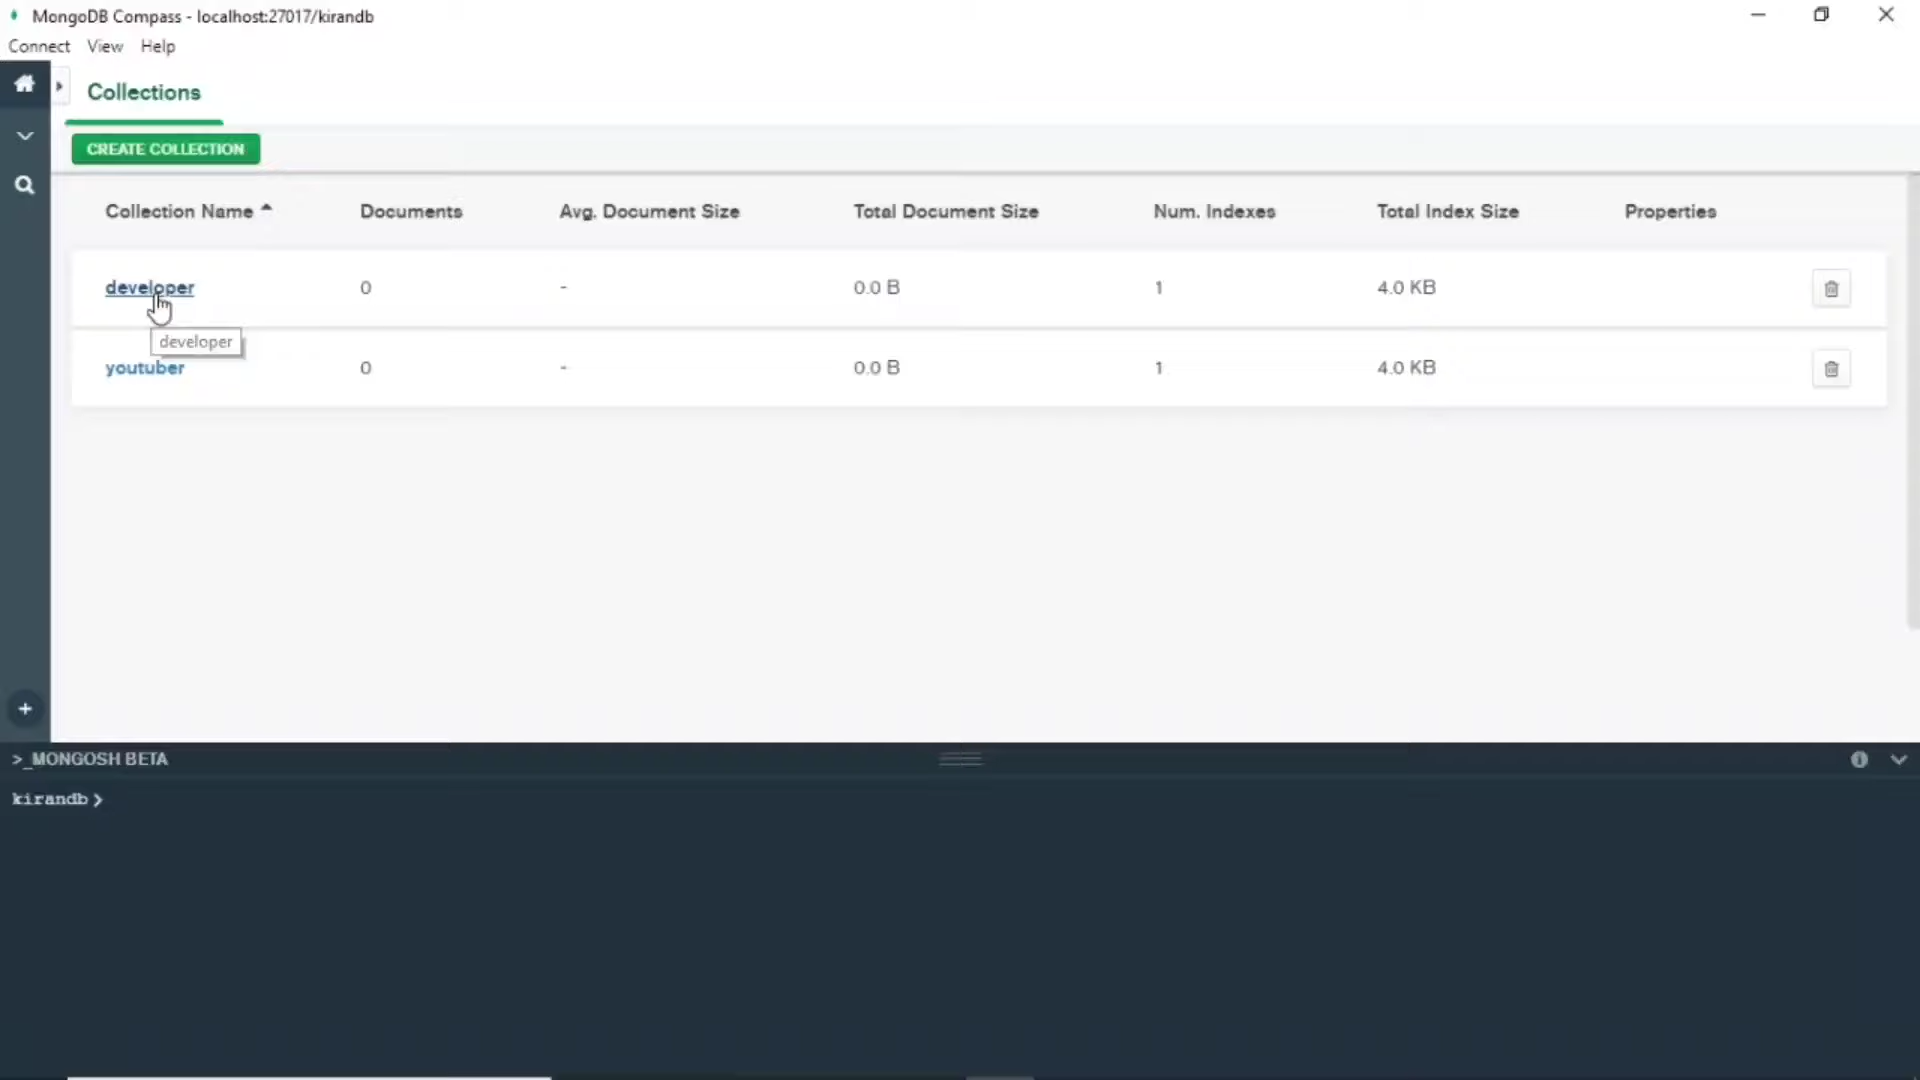 MongoDB Compass - localhost:27017/kirandb
Connect View Help
Collections
CREATE COLLECTION
Collection Name Documents Avg. Document Size Total Document Size Num. Indexes Total Index Size Properties
developer 0 - 0.0 B 1 4.0 KB
developer
youtuber 0 - 0.0 B 1 4.0 KB
>_MONGOSH BETA
kirandb >